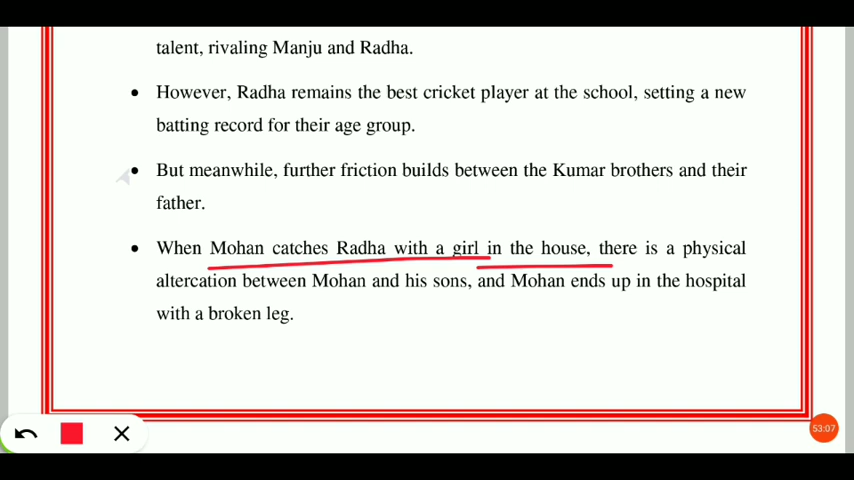 talent, rivaling Manju and Radha.
• However, Radha remains the best cricket player at the school, setting a new
batting record for their age group.
• But meanwhile, further friction builds between the Kumar brothers and their
father.
• When Mohan catches Radha with a girl in the house, there is a physical
altercation between Mohan and his sons, and Mohan ends up in the hospital
with a broken leg.
53:07